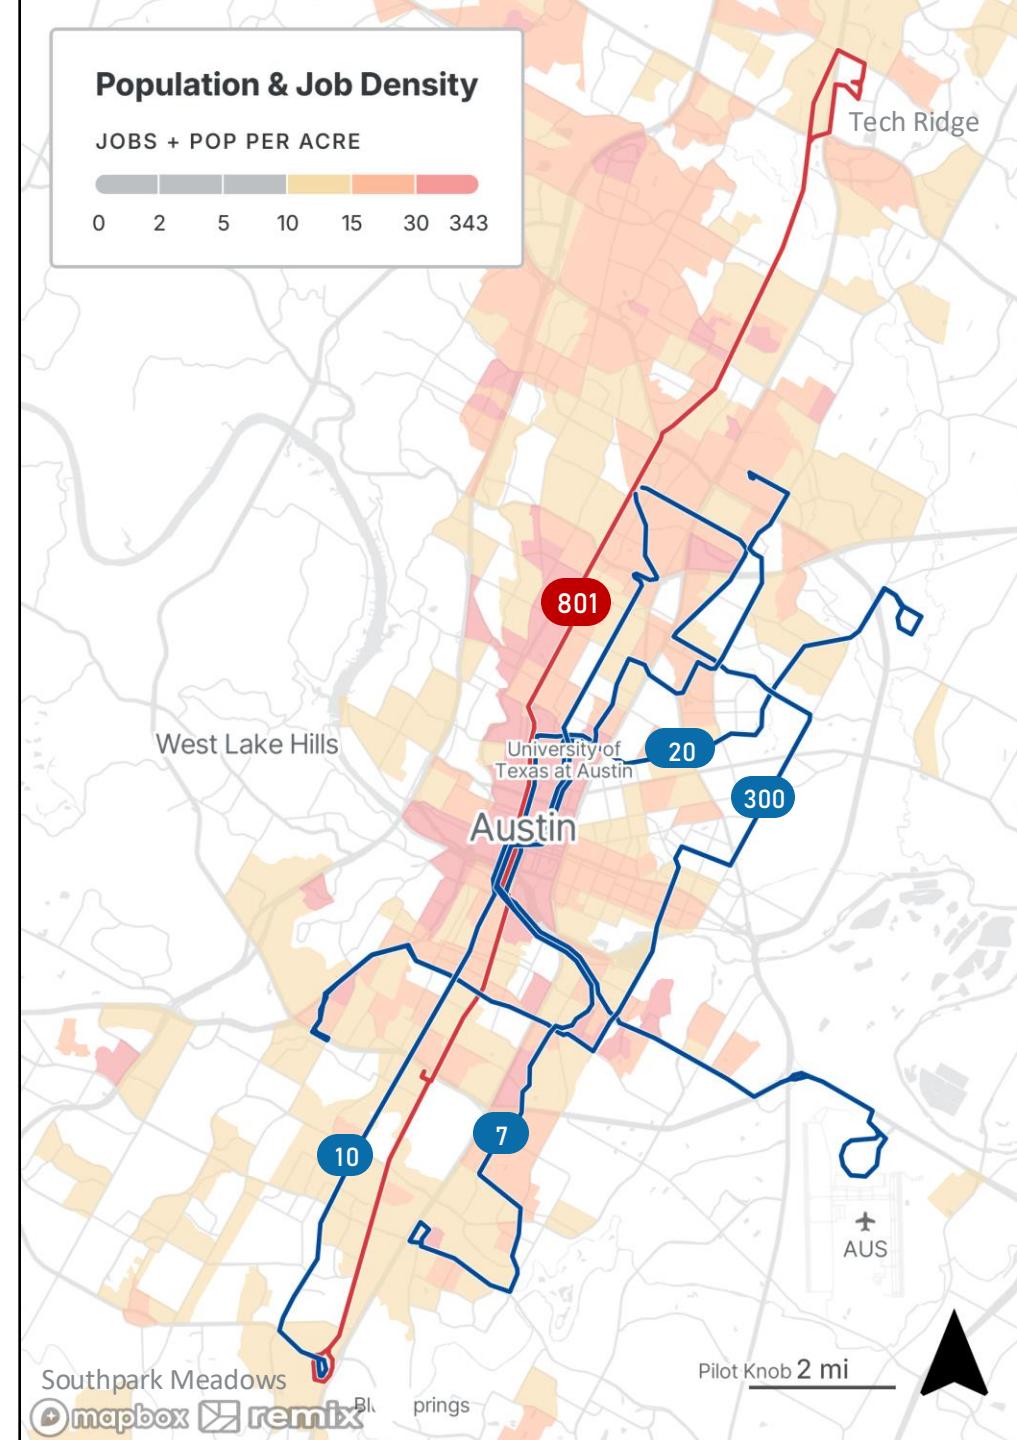 Population & Job Density
JOBS + POP PER ACRE
0 2 5 10 15 30 343
Tech Ridge
801
West Lake Hills
University of
Texas at Austin
20
300
Austin
10
7
AUS
Pilot Knob 2 mi
Southpark Meadows
mapbox remix
prings